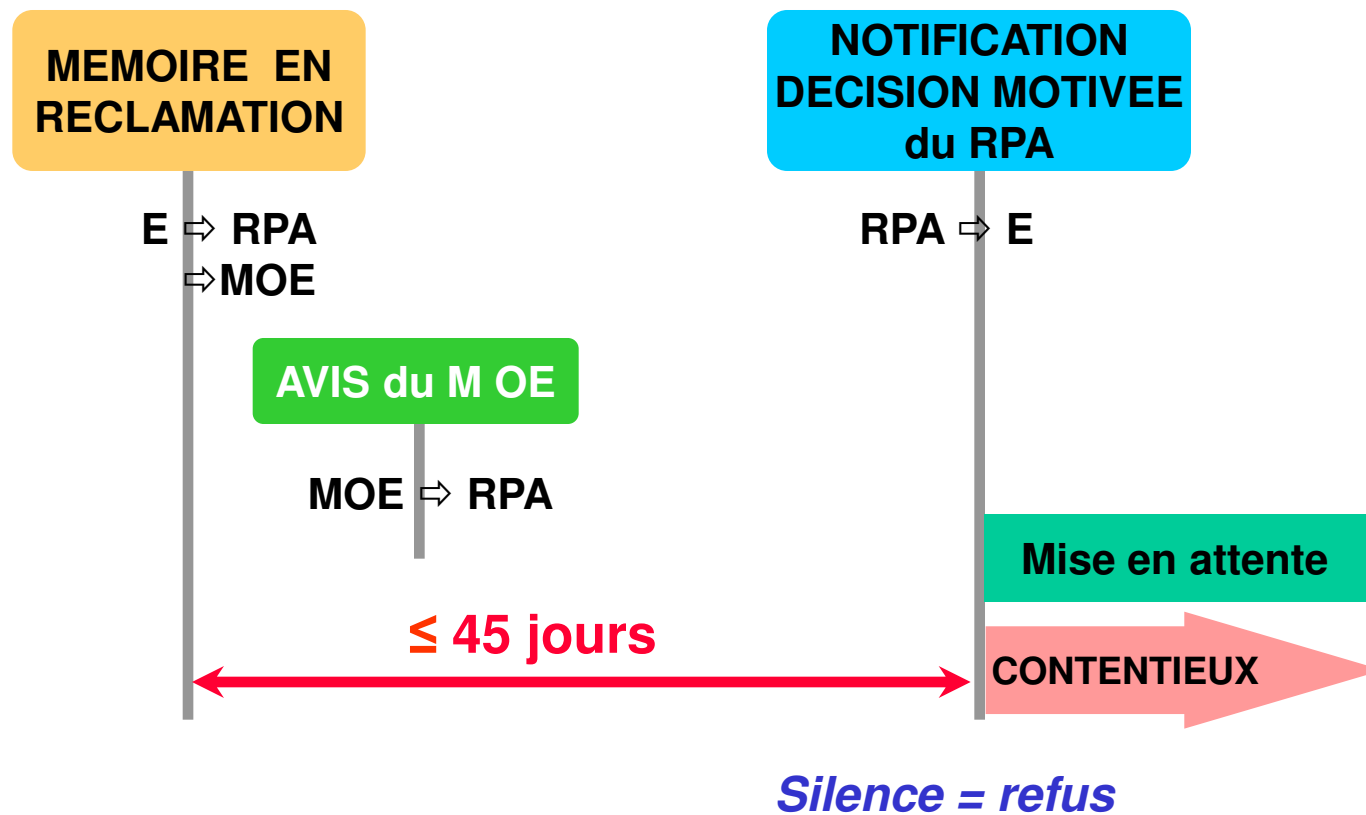 MEMOIRE EN
RECLAMATION
NOTIFICATION
DECISION MOTIVEE
du RPA
E ⇨ RPA
⇨MOE
RPA ⇨ E
AVIS du M OE
MOE ⇨ RPA
Mise en attente
≤ 45 jours
CONTENTIEUX
Silence = refus